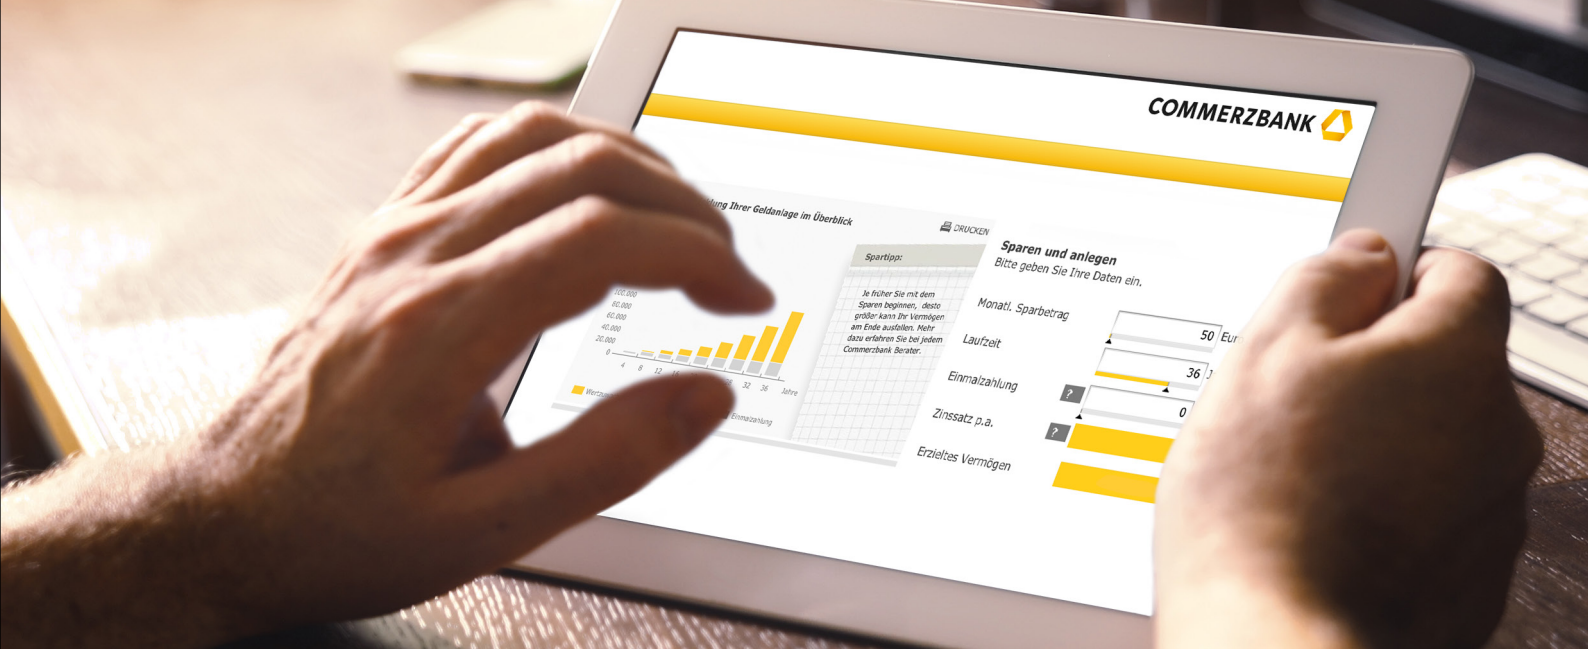 COMMERZBANK
Ihrer Geldanlage im Überblick
DRUCKEN
100.000
80.000
60.000
40.000
20.000
0
4 8 12 32 36 Jahre
Einmalzahlung
Spartipp:
Je früher Sie mit dem
Sparen beginnen, desto
größer kann Ihr Vermögen
am Ende ausfallen. Mehr
dazu erfahren Sie bei jedem
Commerzbank Berater.
Sparen und anlegen
Bitte geben Sie Ihre Daten ein.
Monatl. Sparbetrag
50
Laufzeit
36
Einmalzahlung
?
0
Zinssatz p.a.
?
Erzieltes Vermögen